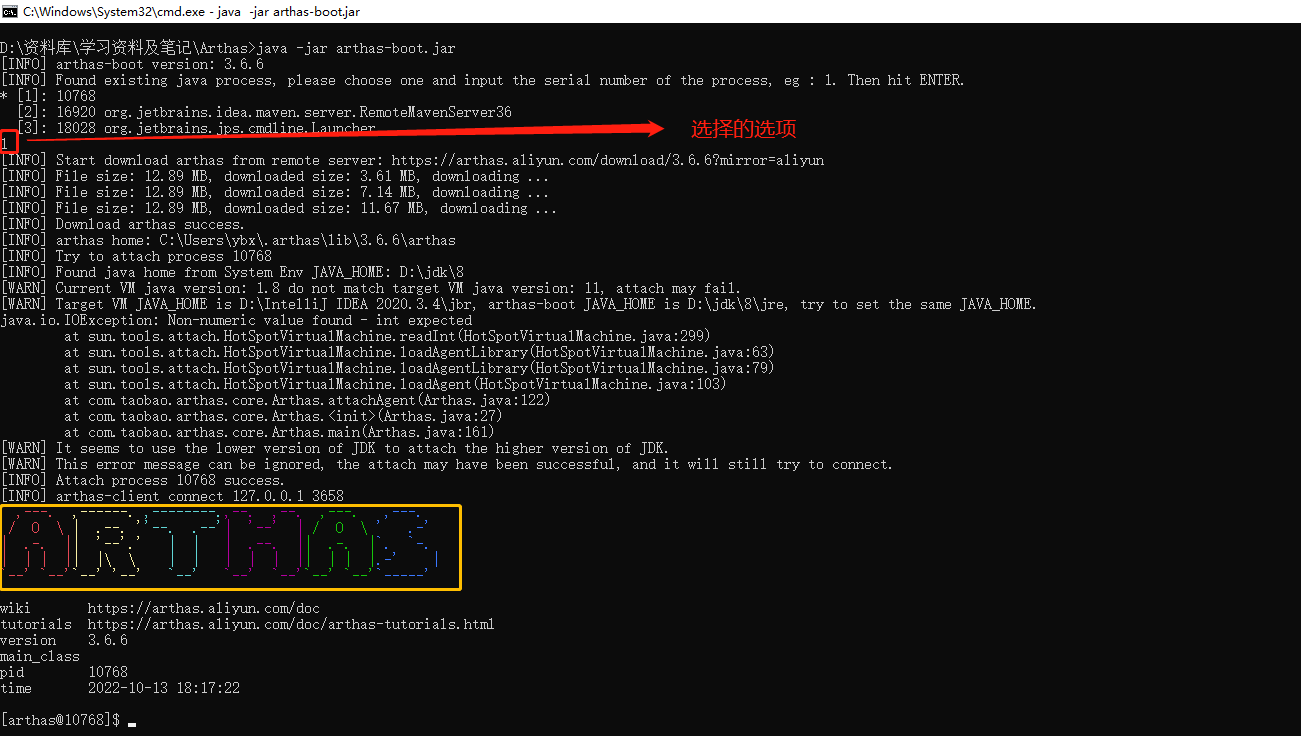 C:\Windows\System32\cmd.exe - java -jar arthas-boot.jar
D:\资料库\学习资料及笔记\Arthas>java -jar arthas-boot.jar
[INFO] arthas-boot version: 3.6.6
[INFO] Found existing java process, please choose one and input the serial number of the process, eg : 1. Then hit ENTER.
* [1]: 10768
  [2]: 16920 org.jetbrains.idea.maven.server.RemoteMavenServer36
  [3]: 18028 org.jetbrains.jps.cmdline.Launcher
选择的选项
1
[INFO] Start download arthas from remote server: https://arthas.aliyun.com/download/3.6.6?mirror=aliyun
[INFO] File size: 12.89 MB, downloaded size: 3.61 MB, downloading ...
[INFO] File size: 12.89 MB, downloaded size: 7.14 MB, downloading ...
[INFO] File size: 12.89 MB, downloaded size: 11.67 MB, downloading ...
[INFO] Download arthas success.
[INFO] arthas home: C:\Users\ybx\.arthas\lib\3.6.6\arthas
[INFO] Try to attach process 10768
[INFO] Found java home from System Env JAVA_HOME: D:\jdk\8
[WARN] Current VM java version: 1.8 do not match target VM java version: 11, attach may fail.
[WARN] Target VM JAVA_HOME is D:\IntelliJ IDEA 2020.3.4\jbr, arthas-boot JAVA_HOME is D:\jdk\8\jre, try to set the same JAVA_HOME.
java.io.IOException: Non-numeric value found - int expected
        at sun.tools.attach.HotSpotVirtualMachine.readInt(HotSpotVirtualMachine.java:299)
        at sun.tools.attach.HotSpotVirtualMachine.loadAgentLibrary(HotSpotVirtualMachine.java:63)
        at sun.tools.attach.HotSpotVirtualMachine.loadAgentLibrary(HotSpotVirtualMachine.java:79)
        at sun.tools.attach.HotSpotVirtualMachine.loadAgent(HotSpotVirtualMachine.java:103)
        at com.taobao.arthas.core.Arthas.attachAgent(Arthas.java:122)
        at com.taobao.arthas.core.Arthas.<init>(Arthas.java:27)
        at com.taobao.arthas.core.Arthas.main(Arthas.java:161)
[WARN] It seems to use the lower version of JDK to attach the higher version of JDK.
[WARN] This error message can be ignored, the attach may have been successful, and it will still try to connect.
[INFO] Attach process 10768 success.
[INFO] arthas-client connect 127.0.0.1 3658
ARTHAS
wiki       https://arthas.aliyun.com/doc
tutorials  https://arthas.aliyun.com/doc/arthas-tutorials.html
version    3.6.6
main_class
pid        10768
time       2022-10-13 18:17:22
[arthas@10768]$